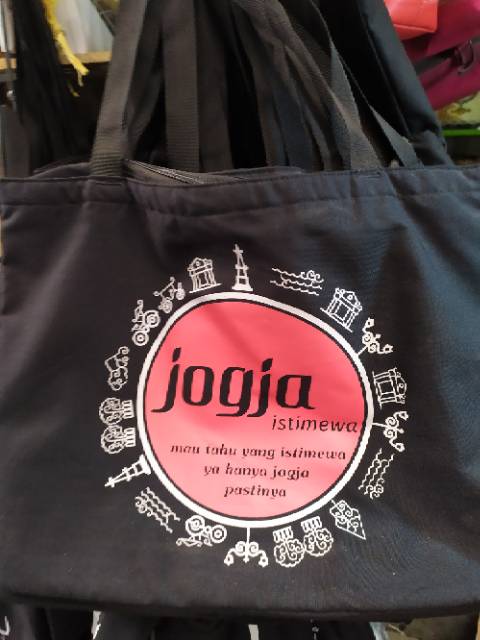 jogja
istimewa
mau tahu yang istimewa
ya hanya jogja
pastinya